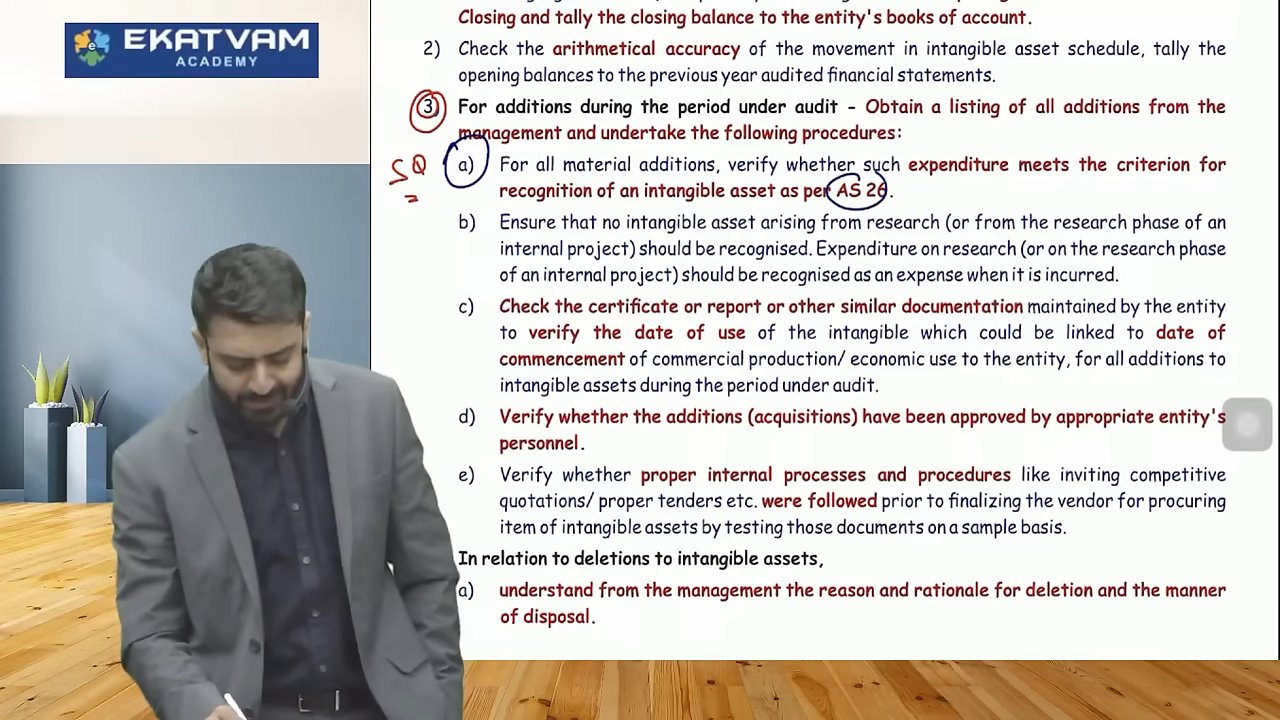 EKATVAM
ACADEMY
Closing and tally the closing balance to the entity's books of account.
2) Check the arithmetical accuracy of the movement in intangible asset schedule, tally the
opening balances to the previous year audited financial statements.
3. For additions during the period under audit - Obtain a listing of all additions from the
management and undertake the following procedures:
SQ
a) For all material additions, verify whether such expenditure meets the criterion for
recognition of an intangible asset as per AS 26.
b) Ensure that no intangible asset arising from research (or from the research phase of an
internal project) should be recognised. Expenditure on research (or on the research phase
of an internal project) should be recognised as an expense when it is incurred.
c) Check the certificate or report or other similar documentation maintained by the entity
to verify the date of use of the intangible which could be linked to date of
commencement of commercial production/ economic use to the entity, for all additions to
intangible assets during the period under audit.
d) Verify whether the additions (acquisitions) have been approved by appropriate entity's
personnel.
e) Verify whether proper internal processes and procedures like inviting competitive
quotations/ proper tenders etc. were followed prior to finalizing the vendor for procuring
item of intangible assets by testing those documents on a sample basis.
In relation to deletions to intangible assets,
a) understand from the management the reason and rationale for deletion and the manner
of disposal.